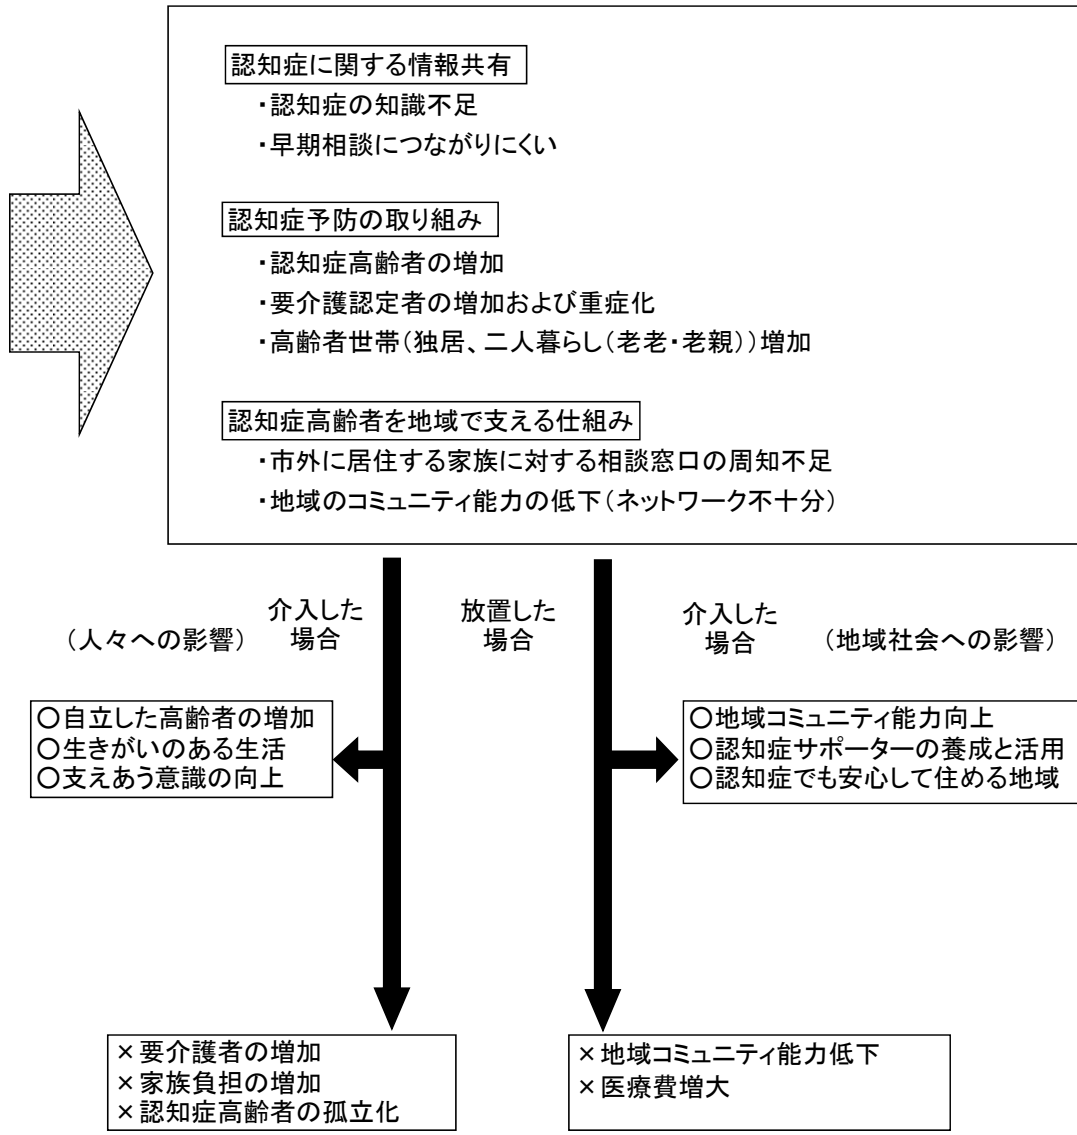 認知症に関する情報共有
・認知症の知識不足
・早期相談につながりにくい
認知症予防の取り組み
・認知症高齢者の増加
・要介護認定者の増加および重症化
・高齢者世帯(独居、二人暮らし(老老・老親))増加
認知症高齢者を地域で支える仕組み
・市外に居住する家族に対する相談窓口の周知不足
・地域のコミュニティ能力の低下(ネットワーク不十分)
(人々への影響)
介入した
場合
放置した
場合
介入した
場合
(地域社会への影響)
〇自立した高齢者の増加
〇生きがいのある生活
〇支えあう意識の向上
〇地域コミュニティ能力向上
〇認知症サポーターの養成と活用
〇認知症でも安心して住める地域
×要介護者の増加
×家族負担の増加
×認知症高齢者の孤立化
×地域コミュニティ能力低下
×医療費増大